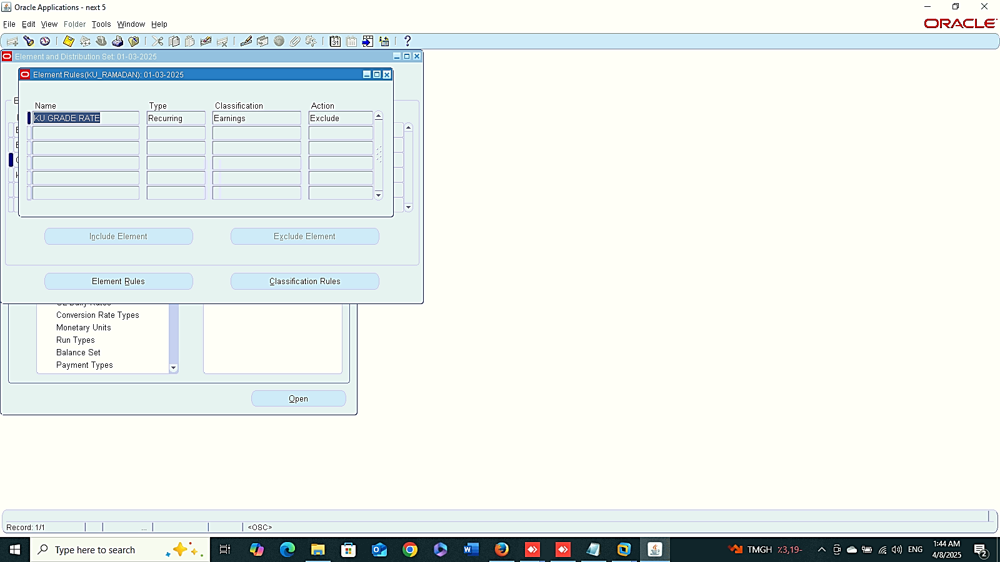 Oracle Applications - next 5
File Edit View Folder Tools Window Help
ORACLE
Element and Distribution Set: 01-03-2025
Element Rules(KU_RAMADAN): 01-03-2025
Name Type Classification Action
KU GRADE RATE Recurring Earnings Exclude
Include Element Exclude Element
Element Rules Classification Rules
Conversion Rate Types
Monetary Units
Run Types
Balance Set
Payment Types
Open
Record: 1/1 ... <OSC>
Type here to search
TMGH ٪3,19-
ENG
1:44 AM
4/8/2025
2